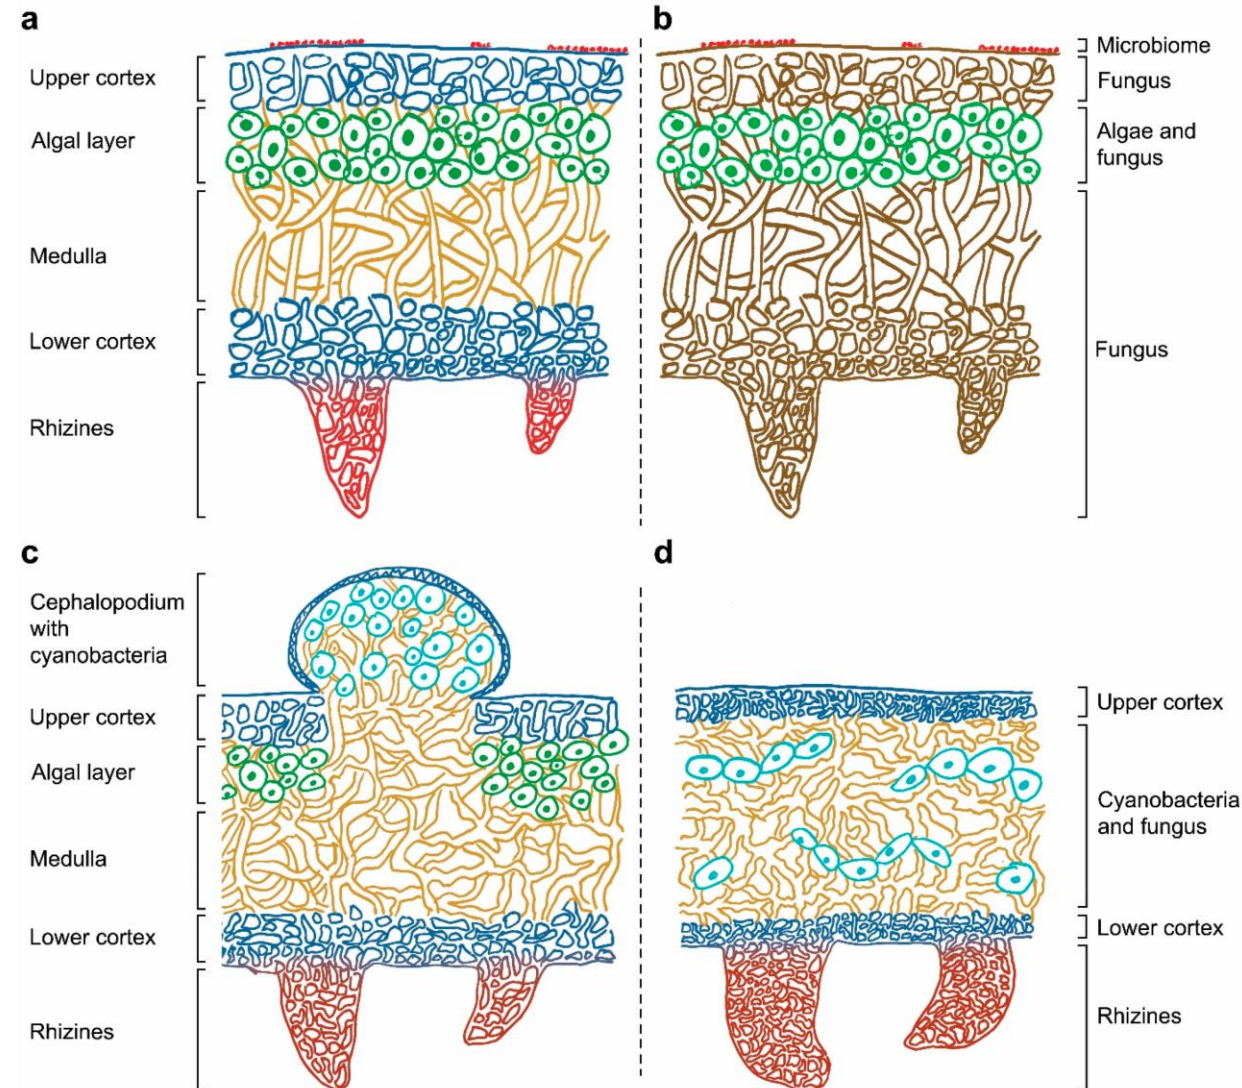 a
Upper cortex
Algal layer
Medulla
Lower cortex
Rhizines
b
Microbiome
Fungus
Algae and
fungus
Fungus
c
Cephalopodium
with
cyanobacteria
Upper cortex
Algal layer
Medulla
Lower cortex
Rhizines
d
Upper cortex
Cyanobacteria
and fungus
Lower cortex
Rhizines